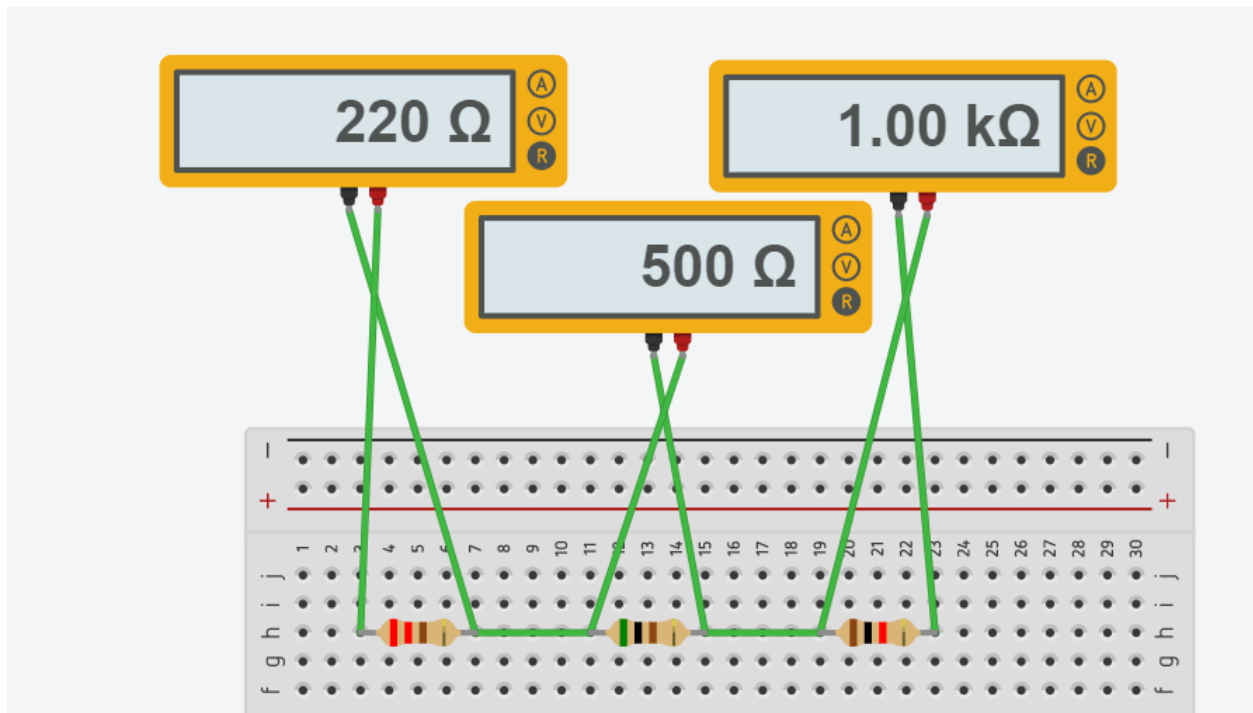 220 Ω
A
V
R
1.00 kΩ
A
V
R
500 Ω
A
V
R
− −
+ +
1 2 3 4 5 6 7 8 9 10 11 12 13 14 15 16 17 18 19 20 21 22 23 24 25 26 27 28 29 30
j j
i i
h h
g g
f f